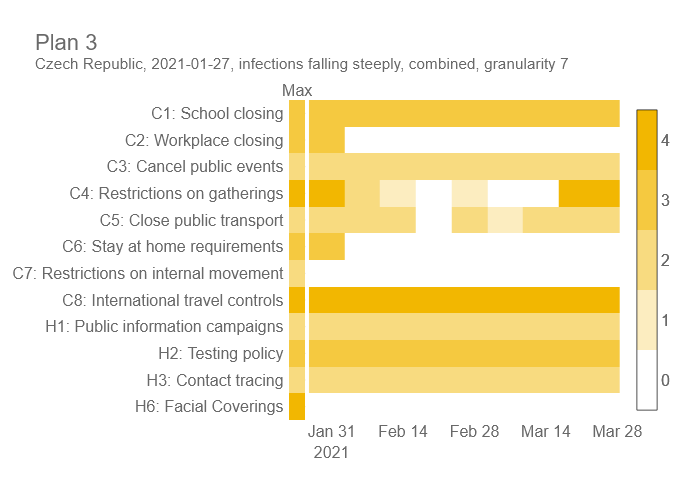 Plan 3
Czech Republic, 2021-01-27, infections falling steeply, combined, granularity 7
Max
C1: School closing
C2: Workplace closing
C3: Cancel public events
C4: Restrictions on gatherings
C5: Close public transport
C6: Stay at home requirements
C7: Restrictions on internal movement
C8: International travel controls
H1: Public information campaigns
H2: Testing policy
H3: Contact tracing
H6: Facial Coverings
Jan 31 Feb 14 Feb 28 Mar 14 Mar 28
2021
4
3
2
1
0